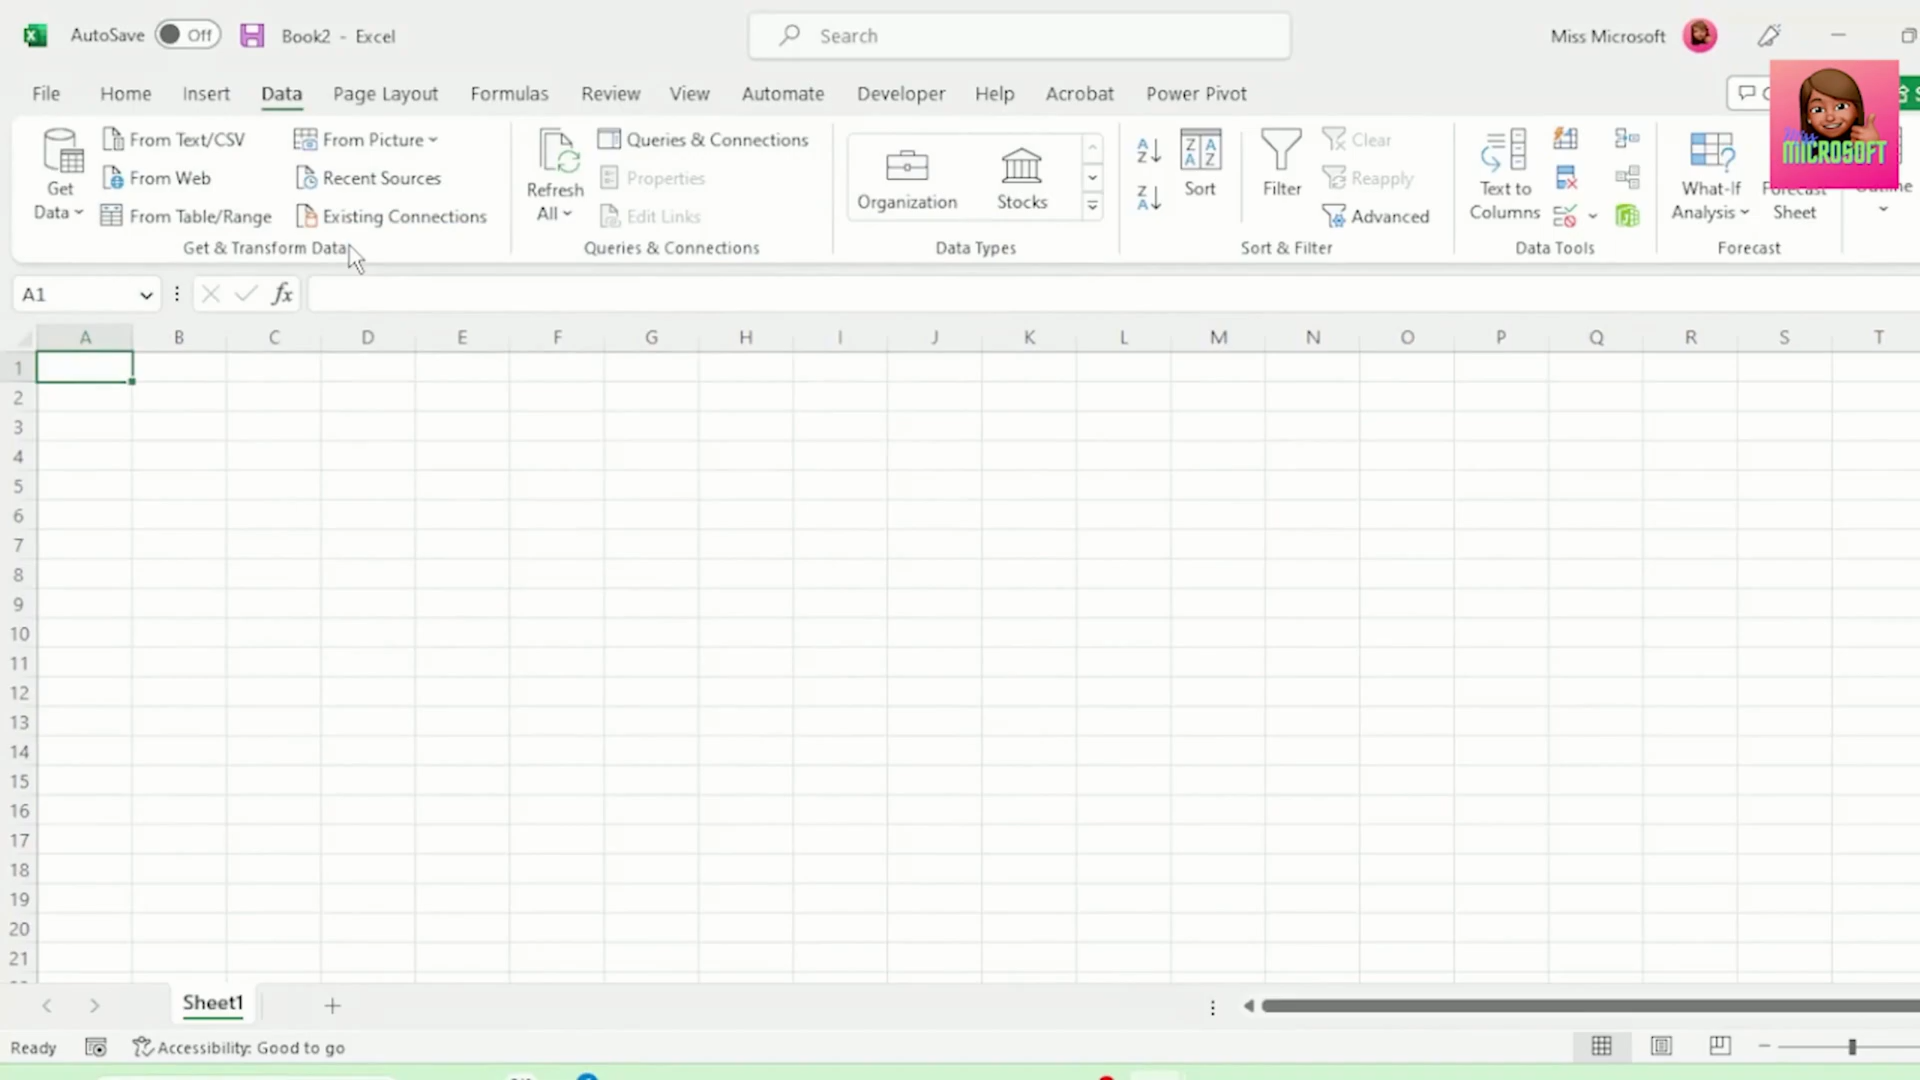 AutoSave Off Book2 - Excel Search Miss Microsoft
File Home Insert Data Page Layout Formulas Review View Automate Developer Help Acrobat Power Pivot
Miss
MICROSOFT
Get
Data
From Text/CSV
From Web
From Table/Range
From Picture
Recent Sources
Existing Connections
Get & Transform Data
Refresh
All
Queries & Connections
Properties
Edit Links
Queries & Connections
Organization
Stocks
Data Types
Sort
Filter
Clear
Reapply
Advanced
Sort & Filter
Text to
Columns
Data Tools
What-If
Analysis
Forecast
Sheet
Forecast
A1 fx
A B C D E F G H I J K L M N O P Q R S T
1
2
3
4
5
6
7
8
9
10
11
12
13
14
15
16
17
18
19
20
21
Sheet1
Ready Accessibility: Good to go